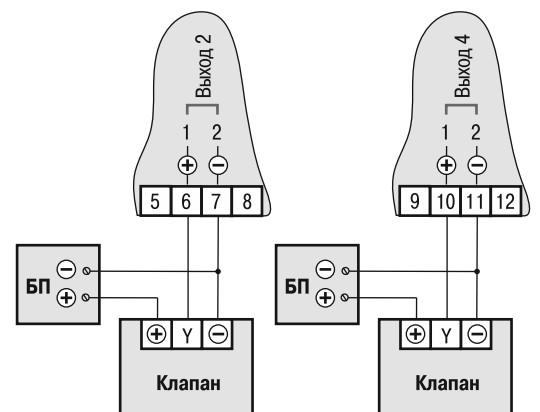 Выход 2
1 2
+ −
5 6 7 8
БП
−
+
+ Y −
Клапан
Выход 4
1 2
+ −
9 10 11 12
БП
−
+
+ Y −
Клапан